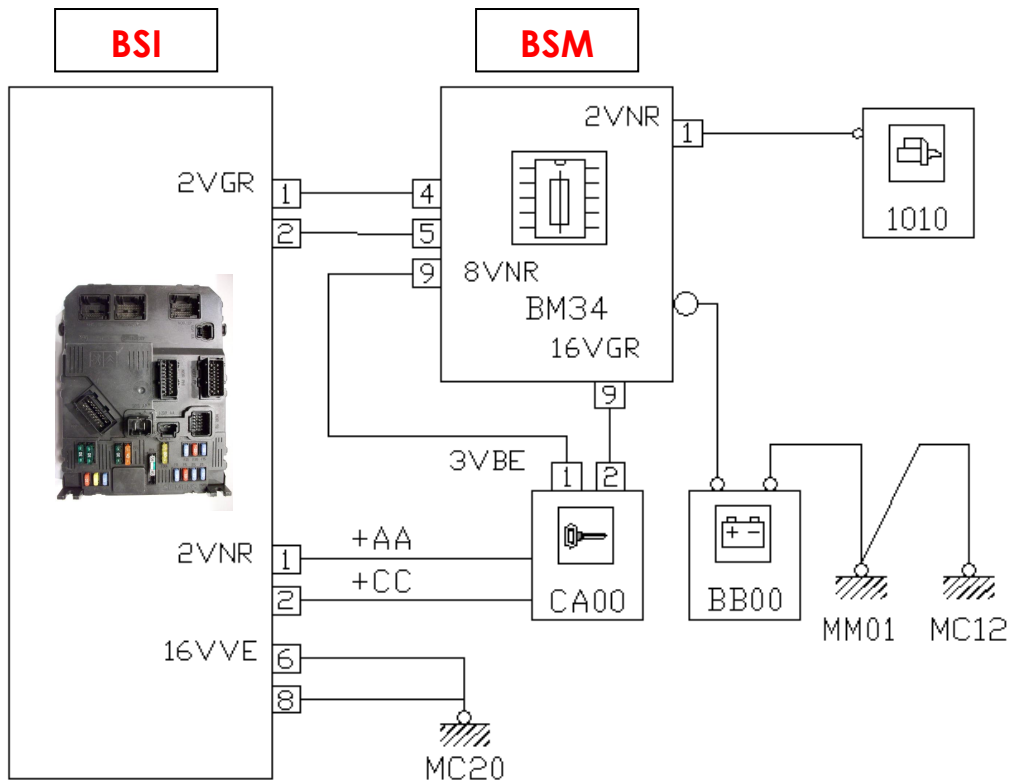 BSI
BSM
2VNR
1
1010
2VGR
1
4
2
5
9
8VNR
BM34
16VGR
9
3VBE
1
2
CA00
BB00
+ -
MM01
MC12
2VNR
1
+AA
2
+CC
16VVE
6
8
MC20